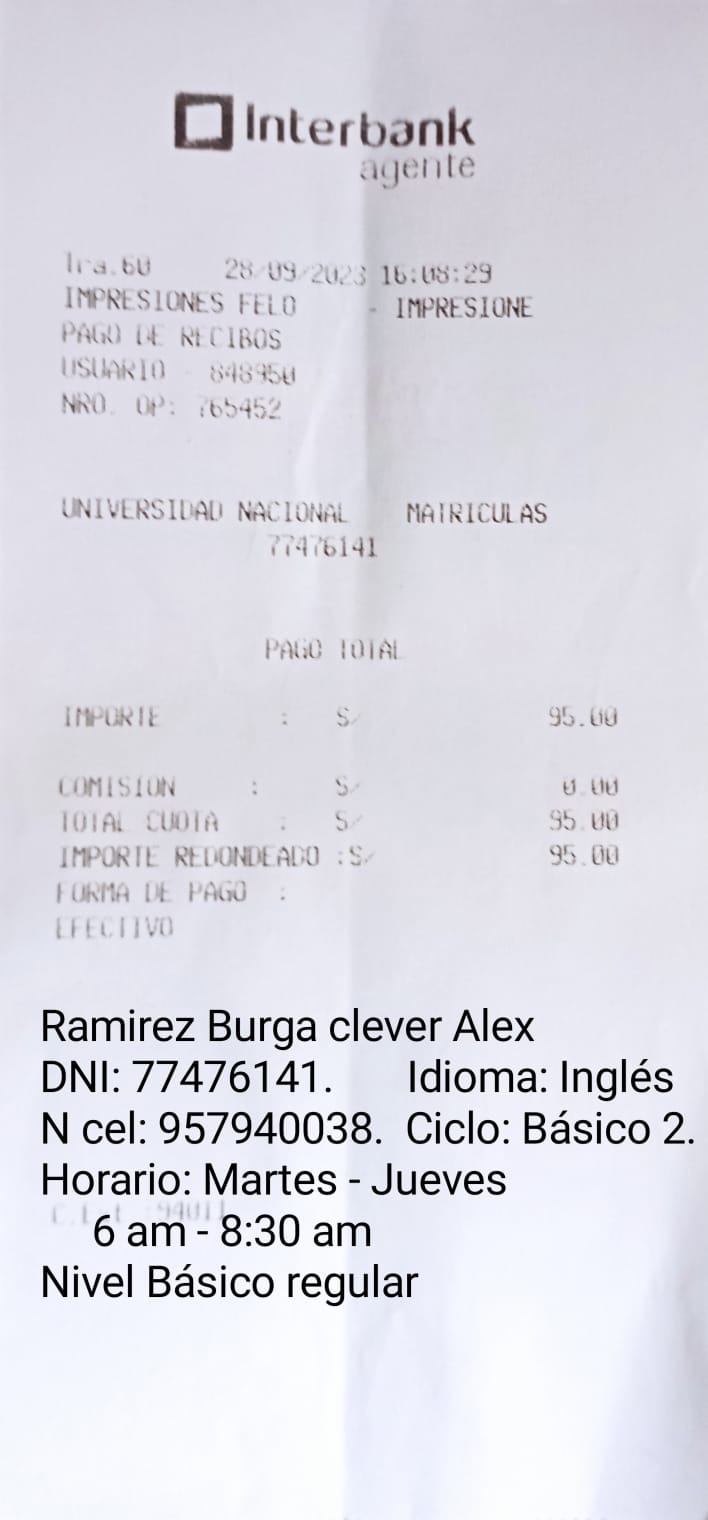 Interbank
agente
Tra.60 28/09/2023 16:08:29
IMPRESIONES FELO - IMPRESIONE
PAGO DE RECIBOS
USUARIO - 848950
NRO. OP: 765452
UNIVERSIDAD NACIONAL MATRICULAS
77476141
PAGO TOTAL
IMPORTE : S/ 95.00
COMISION : S/ 0.00
TOTAL CUOTA : S/ 95.00
IMPORTE REDONDEADO :S/ 95.00
FORMA DE PAGO :
EFECTIVO
Ramirez Burga clever Alex
DNI: 77476141. Idioma: Inglés
N cel: 957940038. Ciclo: Básico 2.
Horario: Martes - Jueves
6 am - 8:30 am
Nivel Básico regular